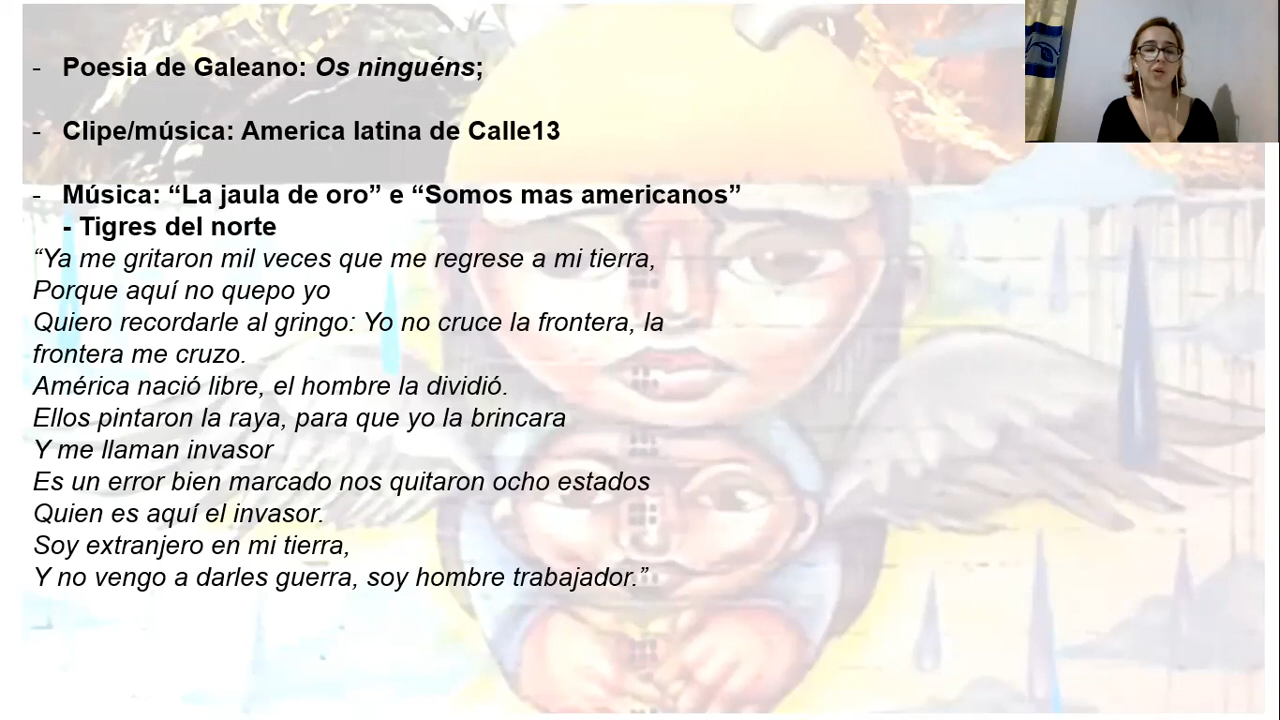 - Poesia de Galeano: Os ninguéns;
- Clipe/música: America latina de Calle13
- Música: “La jaula de oro” e “Somos mas americanos”
- Tigres del norte
“Ya me gritaron mil veces que me regrese a mi tierra,
Porque aquí no quepo yo
Quiero recordarle al gringo: Yo no cruce la frontera, la
frontera me cruzo.
América nació libre, el hombre la dividió.
Ellos pintaron la raya, para que yo la brincara
Y me llaman invasor
Es un error bien marcado nos quitaron ocho estados
Quien es aquí el invasor.
Soy extranjero en mi tierra,
Y no vengo a darles guerra, soy hombre trabajador.”